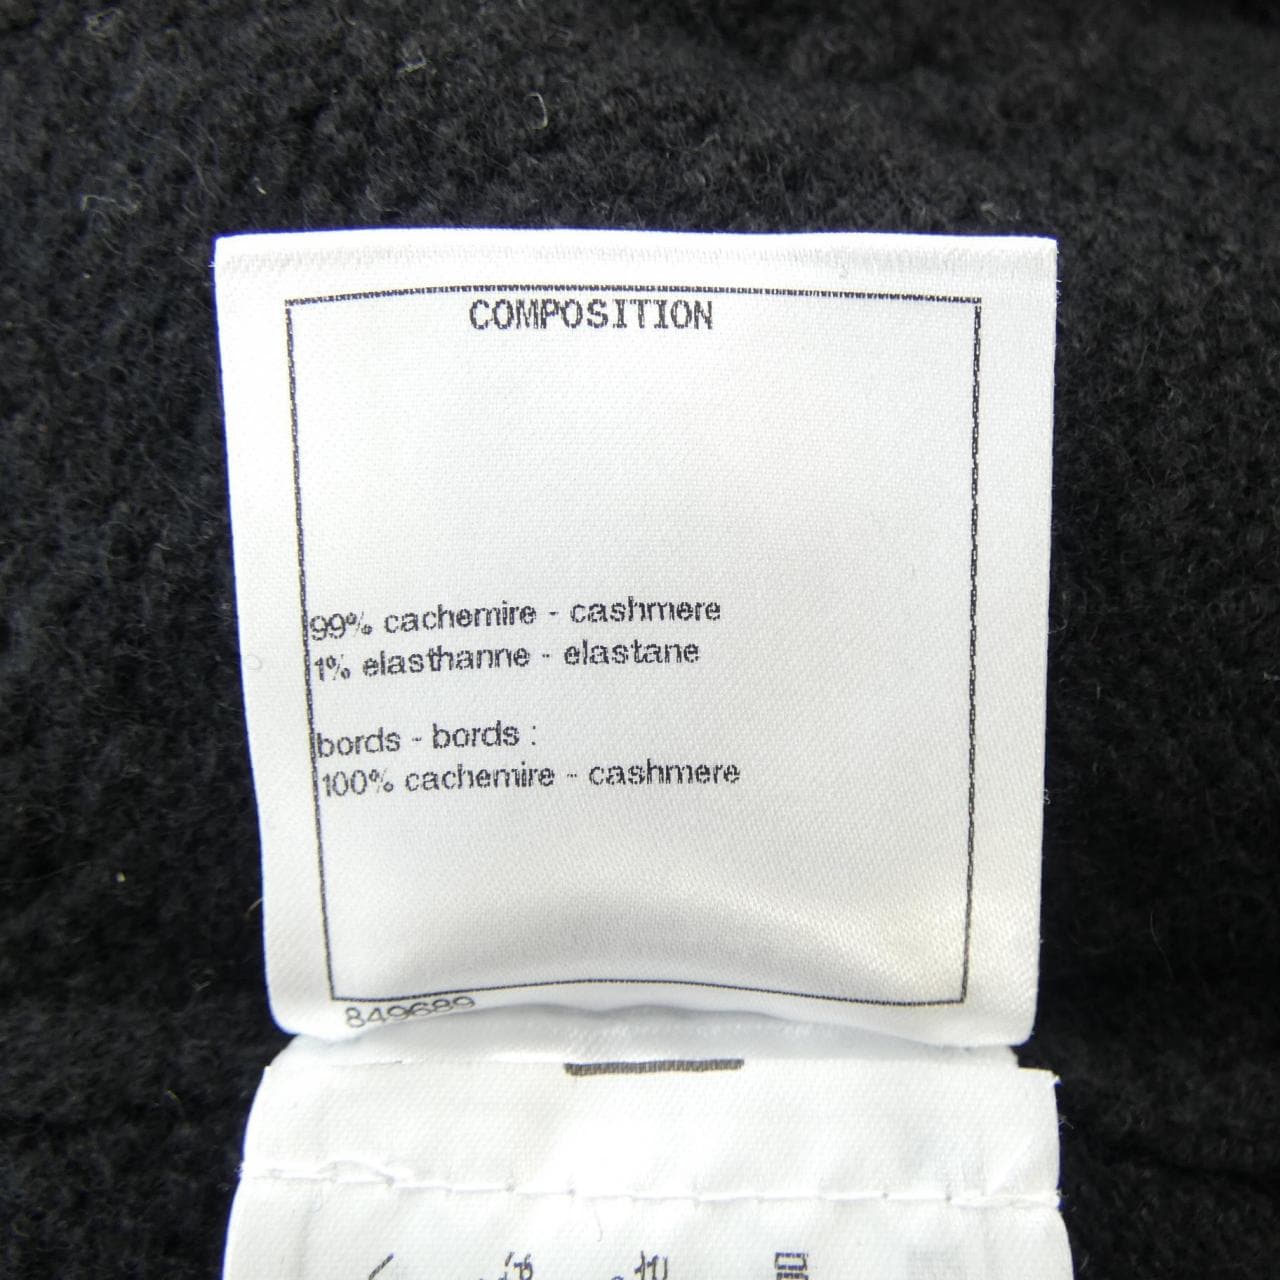 COMPOSITION
99% cachemire - cashmere
1% elasthanne - elastane
bords - bords :
100% cachemire - cashmere
849689